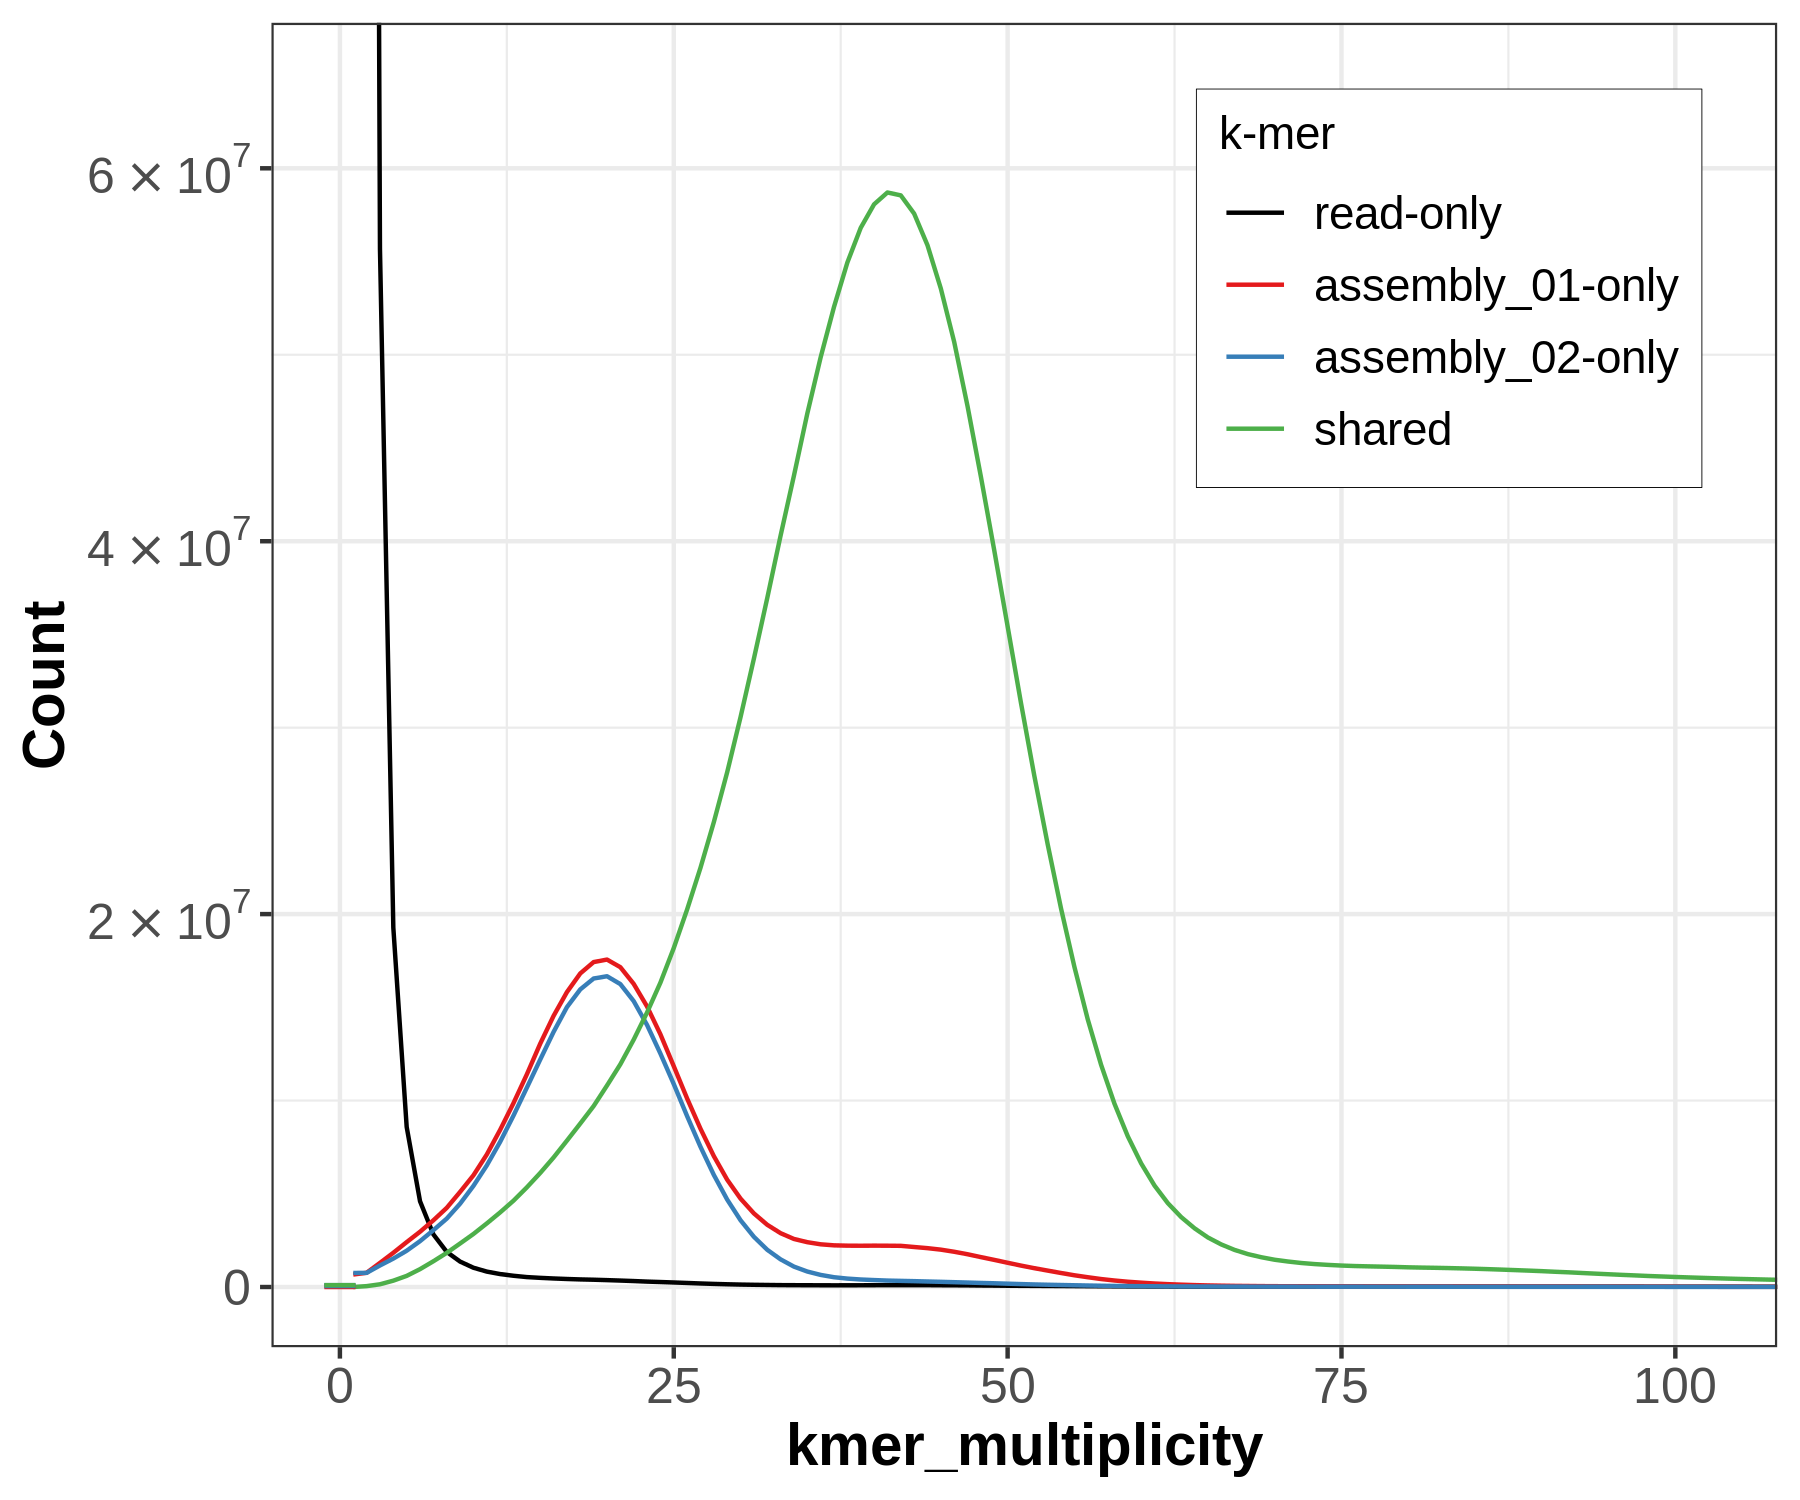 k-mer
read-only
assembly_01-only
assembly_02-only
shared
6 × 10⁷
4 × 10⁷
2 × 10⁷
0
Count
0 25 50 75 100
kmer_multiplicity